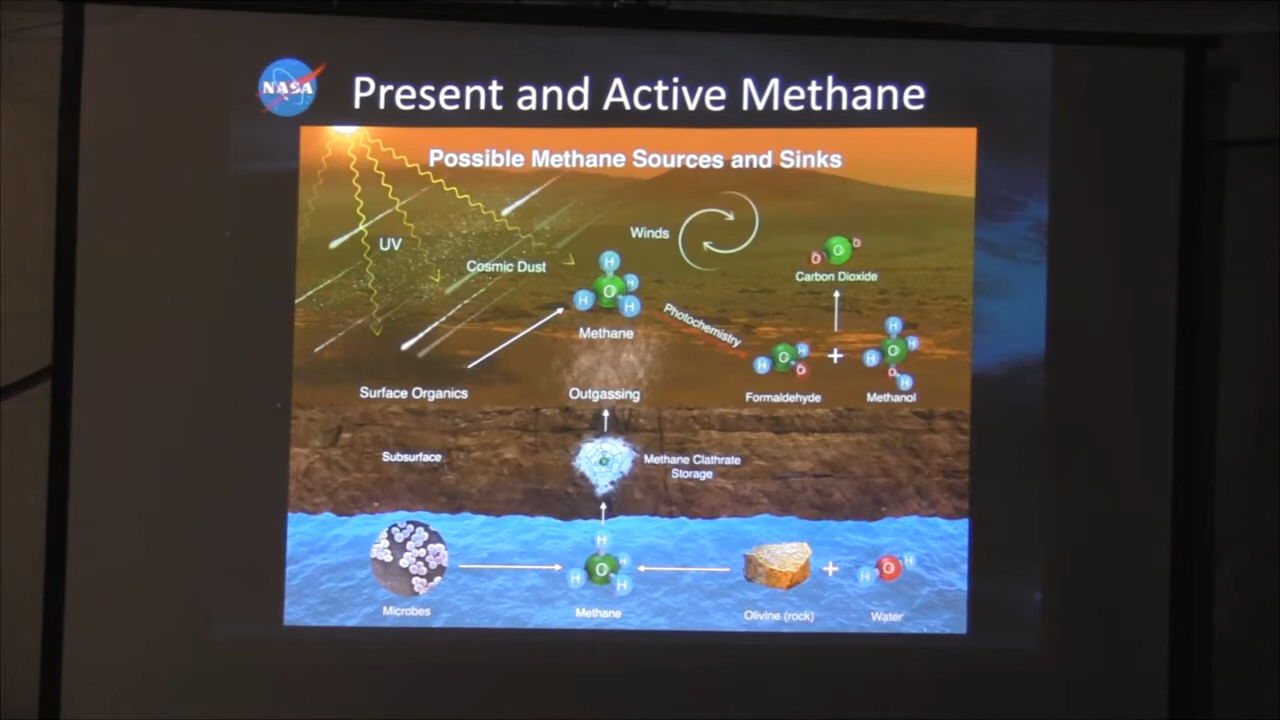 NASA
Present and Active Methane
Possible Methane Sources and Sinks
UV
Cosmic Dust
Winds
H
H
H
H
Methane
O C O
Carbon Dioxide
Photochemistry
H C H
O
Formaldehyde
+
H
H C H
O
H
Methanol
Surface Organics
Outgassing
Subsurface
Methane Clathrate
Storage
Microbes
H
H C H
H
Methane
Olivine (rock)
+
H O H
Water